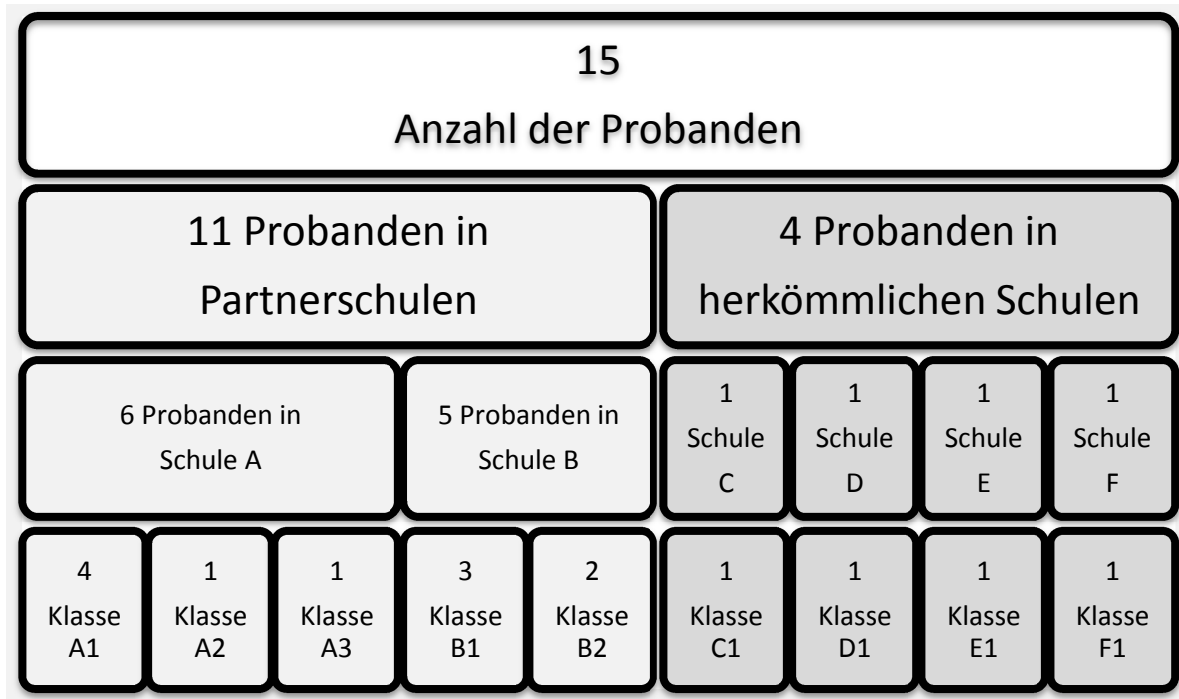 15
Anzahl der Probanden
11 Probanden in
Partnerschulen
4 Probanden in
herkömmlichen Schulen
6 Probanden in
Schule A
5 Probanden in
Schule B
1
Schule
C
1
Schule
D
1
Schule
E
1
Schule
F
4
Klasse
A1
1
Klasse
A2
1
Klasse
A3
3
Klasse
B1
2
Klasse
B2
1
Klasse
C1
1
Klasse
D1
1
Klasse
E1
1
Klasse
F1